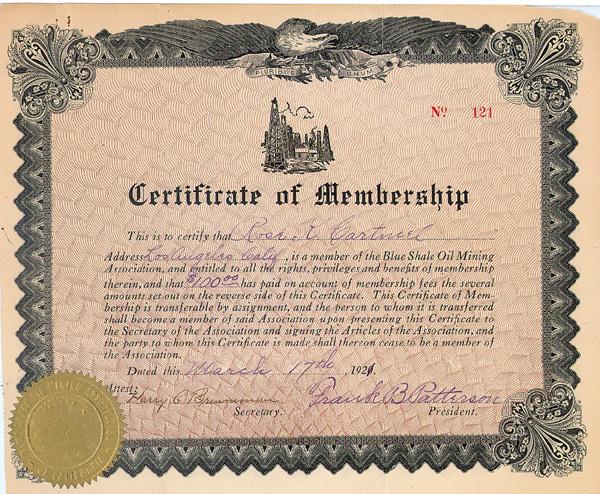 PLURIBUS UNUM
Nº 121
Certificate of Membership
This is to certify that Rose K. Cartwell
Address Los Angeles Calif, is a member of the Blue Shale Oil Mining
Association, and entitled to all the rights, privileges and benefits of membership
therein, and that $100.00 has paid on account of membership fees the several
amounts set out on the reverse side of this Certificate. This Certificate of Mem-
bership is transferable by assignment, and the person to whom it is transferred
shall become a member of said Association upon presenting this Certificate to
the Secretary of the Association and signing the Articles of the Association, and
the party to whom this Certificate is made shall thereon cease to be a member of
the Association.
Dated this March 17th, 1921.
Attest:
Harry C. Frank B. Patterson
Secretary. President.